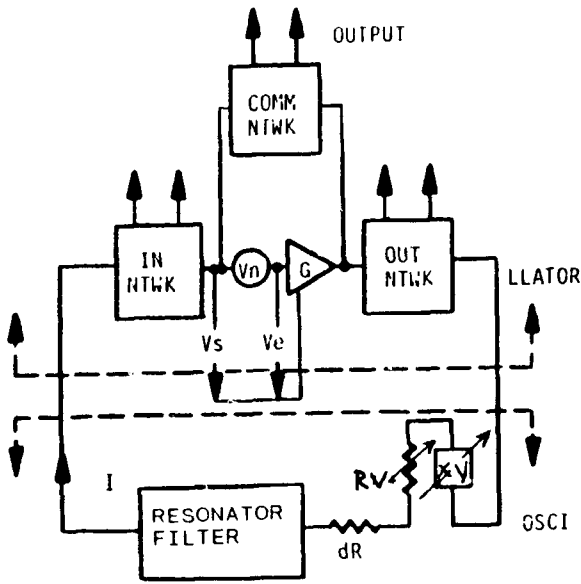 OUTPUT
COMM
NTWK
IN
NTWK
Vn
G
OUT
NTWK
LLATOR
Vs
Ve
I
RV
XV
RESONATOR
FILTER
dR
OSCI